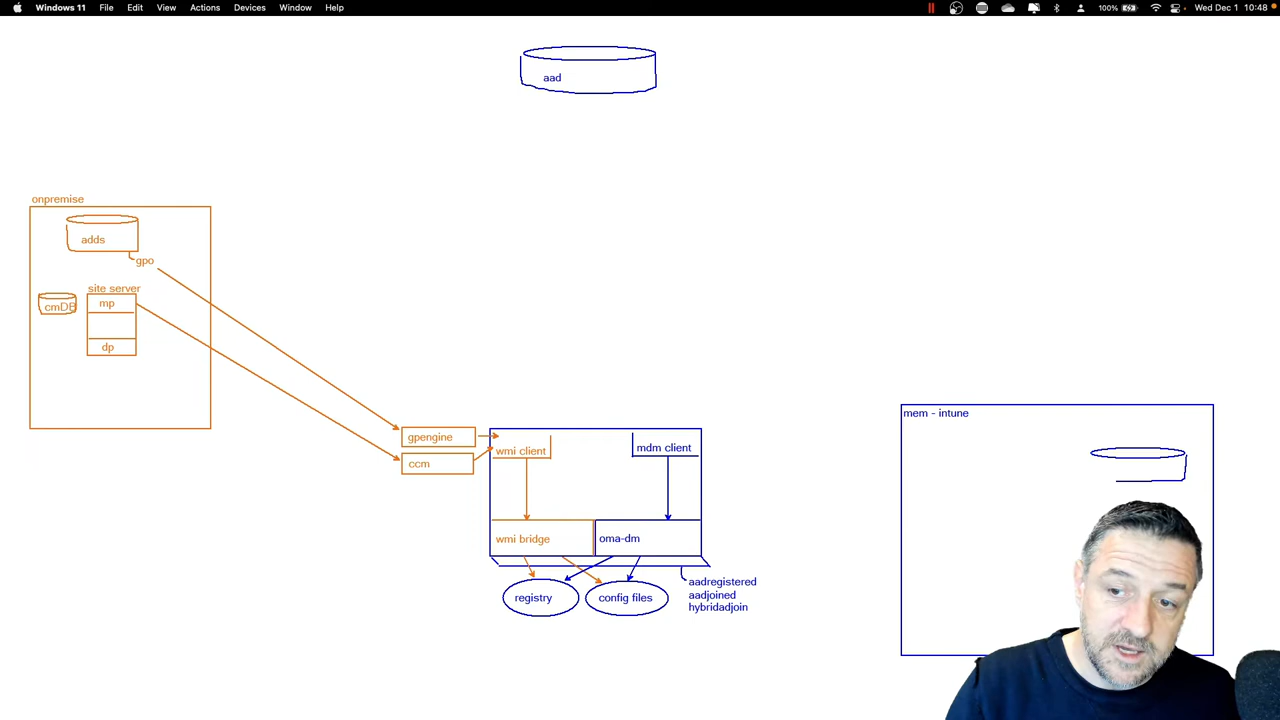 Windows 11 File Edit View Actions Devices Window Help 100% Wed Dec 1 10:48
aad
onpremise
adds
gpo
site server
cmDB
mp
dp
gpengine
ccm
wmi client
mdm client
wmi bridge
oma-dm
registry
config files
aadregistered
aadjoined
hybridadjoin
mem - intune